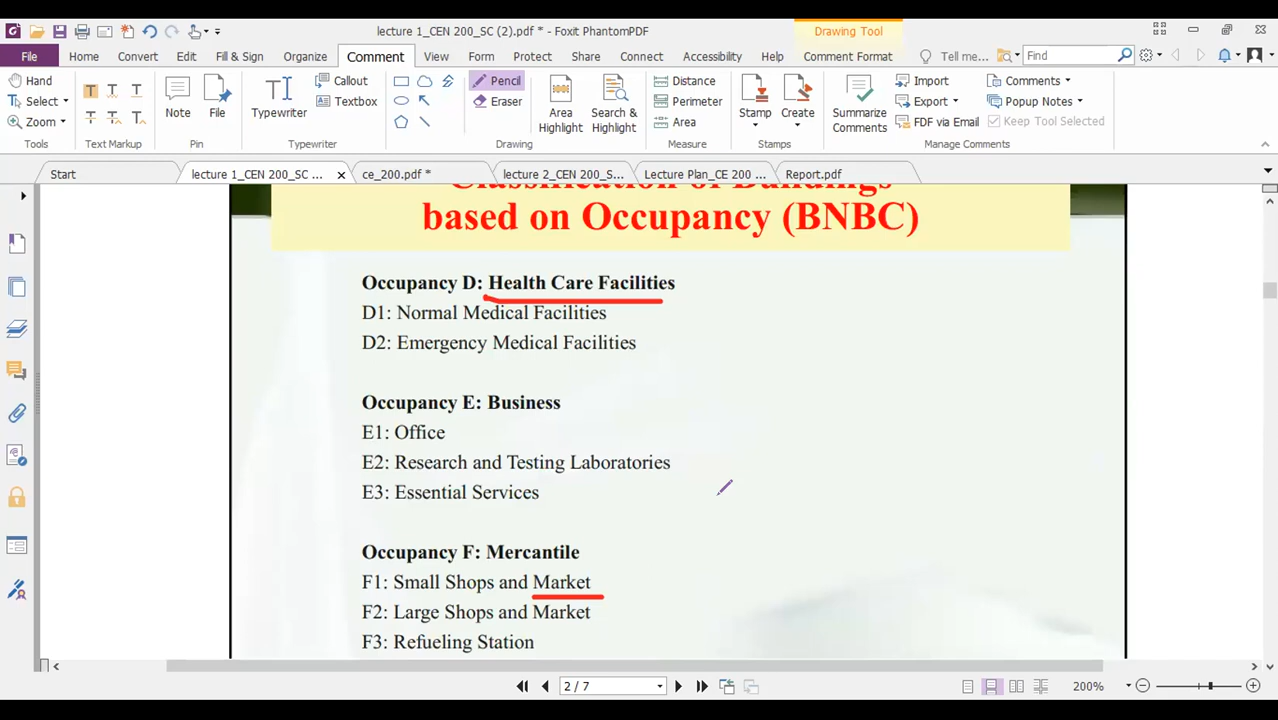 lecture 1_CEN 200_SC (2).pdf * - Foxit PhantomPDF
Drawing Tool
File Home Edit Fill & Sign Organize Comment View Form Protect Share Connect Accessibility Help Comment Format Tell me... Find
Hand
Select
Zoom
Tools
Text Markup
Note
File
Pin
Typewriter
Callout
Textbox
Typewriter
Pencil
Eraser
Drawing
Area Highlight
Search & Highlight
Distance
Perimeter
Area
Measure
Stamp
Create
Stamps
Summarize Comments
Import
Export
FDF via Email
Comments
Popup Notes
Keep Tool Selected
Manage Comments
Start lecture 1_CEN 200_SC ... ce_200.pdf * lecture 2_CEN 200_S... Lecture Plan_CE 200 ... Report.pdf
Classification of Buildings
based on Occupancy (BNBC)
Occupancy D: Health Care Facilities
D1: Normal Medical Facilities
D2: Emergency Medical Facilities
Occupancy E: Business
E1: Office
E2: Research and Testing Laboratories
E3: Essential Services
Occupancy F: Mercantile
F1: Small Shops and Market
F2: Large Shops and Market
F3: Refueling Station
2 / 7
200%